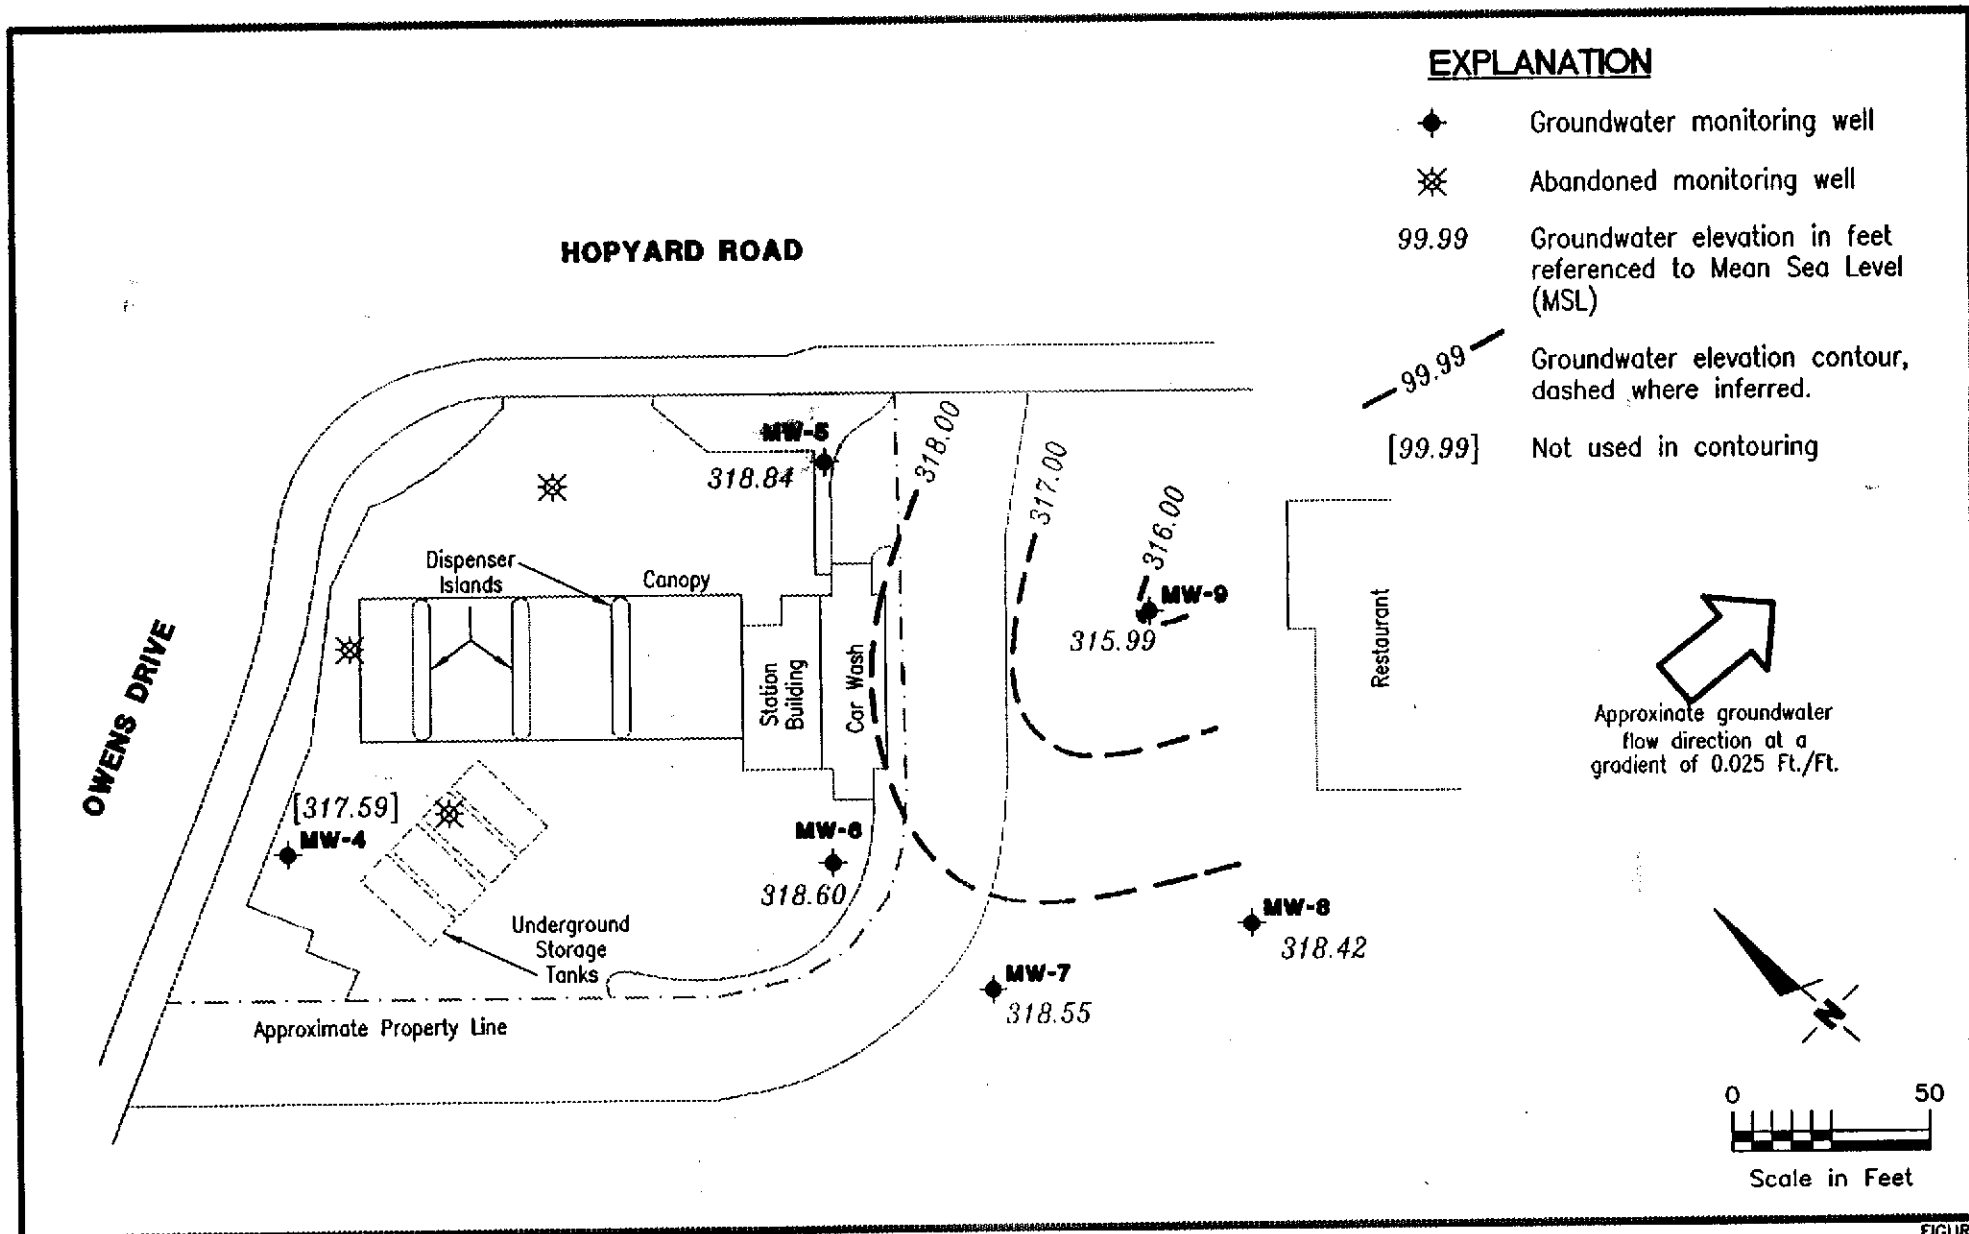 EXPLANATION
Groundwater monitoring well
Abandoned monitoring well
99.99
Groundwater elevation in feet
referenced to Mean Sea Level
(MSL)
99.99
Groundwater elevation contour,
dashed where inferred.
[99.99]
Not used in contouring
HOPYARD ROAD
OWENS DRIVE
MW-5
318.84
318.00
317.00
316.00
MW-9
315.99
Dispenser
Islands
Canopy
Station
Building
Car Wash
Restaurant
Approxinate groundwater
flow direction at a
gradient of 0.025 Ft./Ft.
[317.59]
MW-4
MW-6
318.60
Underground
Storage
Tanks
MW-8
318.42
MW-7
318.55
Approximate Property Line
N
0 50
Scale in Feet